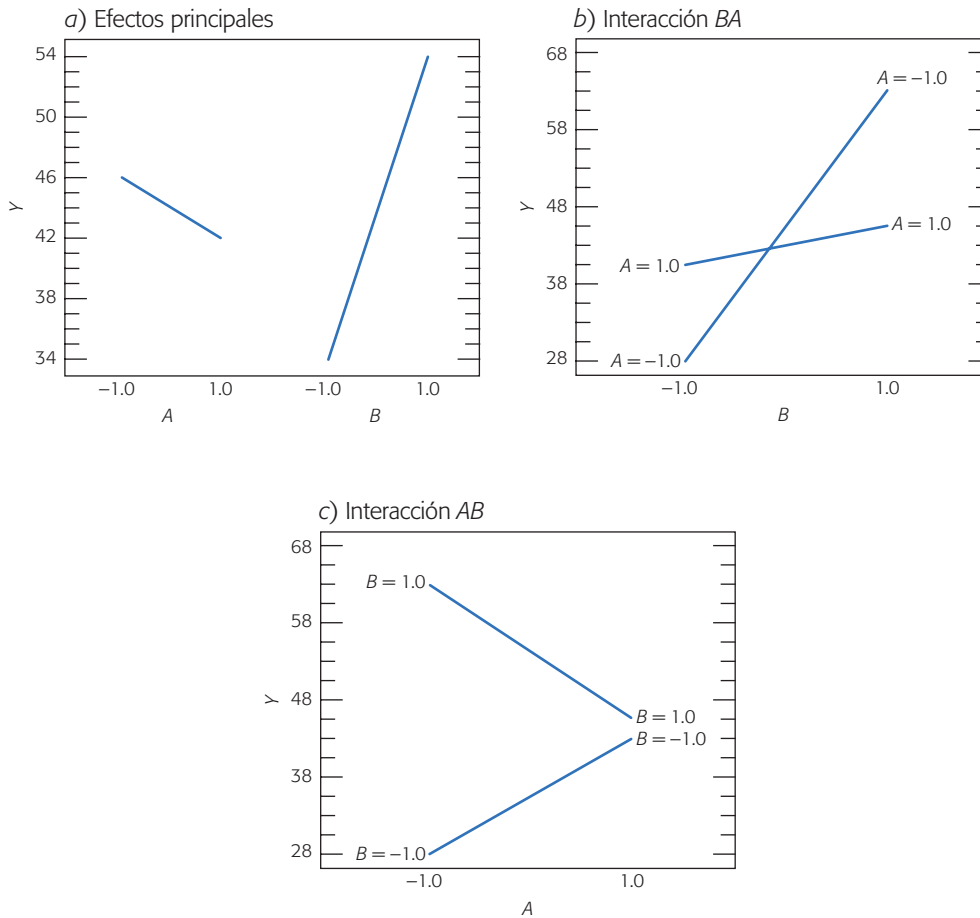 a) Efectos principales
54
50
46
42
38
34
Y
−1.0 1.0 −1.0 1.0
A B
b) Interacción BA
68
58
48
38
28
Y
A = −1.0
A = 1.0
A = 1.0
A = −1.0
−1.0 1.0
B
c) Interacción AB
68
58
48
38
28
Y
B = 1.0
B = 1.0
B = −1.0
B = −1.0
−1.0 1.0
A